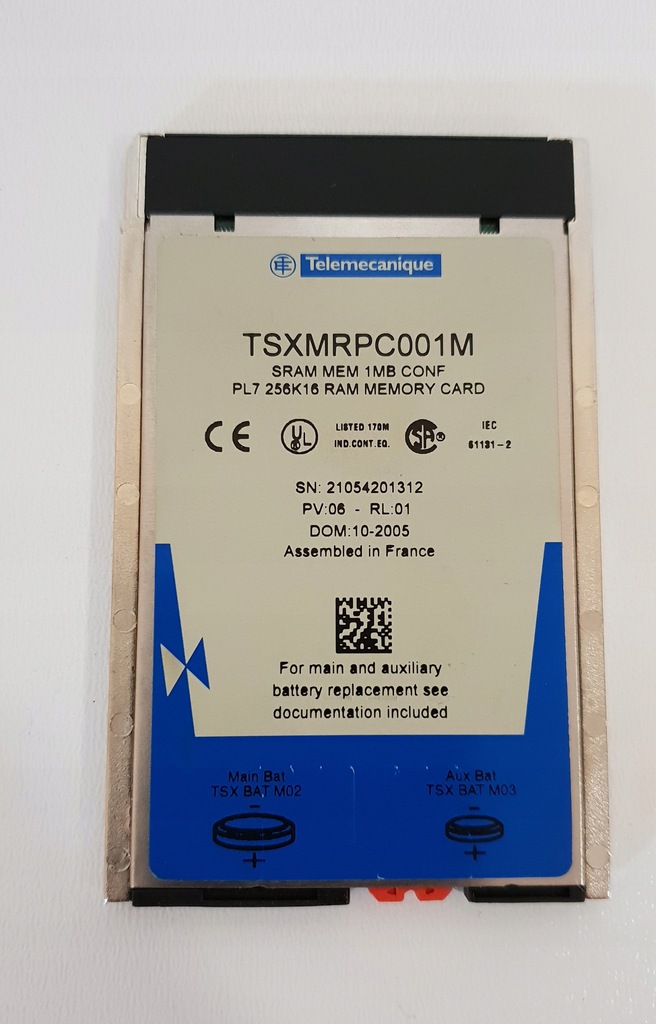 Telemecanique
TSXMRPC001M
SRAM MEM 1MB CONF
PL7 256K16 RAM MEMORY CARD
CE
UL
LISTED 170M
IND.CONT.EQ.
SA
IEC
61131-2
SN: 21054201312
PV:06 - RL:01
DOM:10-2005
Assembled in France
For main and auxiliary
battery replacement see
documentation included
Main Bat
TSX BAT M02
-
+
Aux Bat
TSX BAT M03
-
+